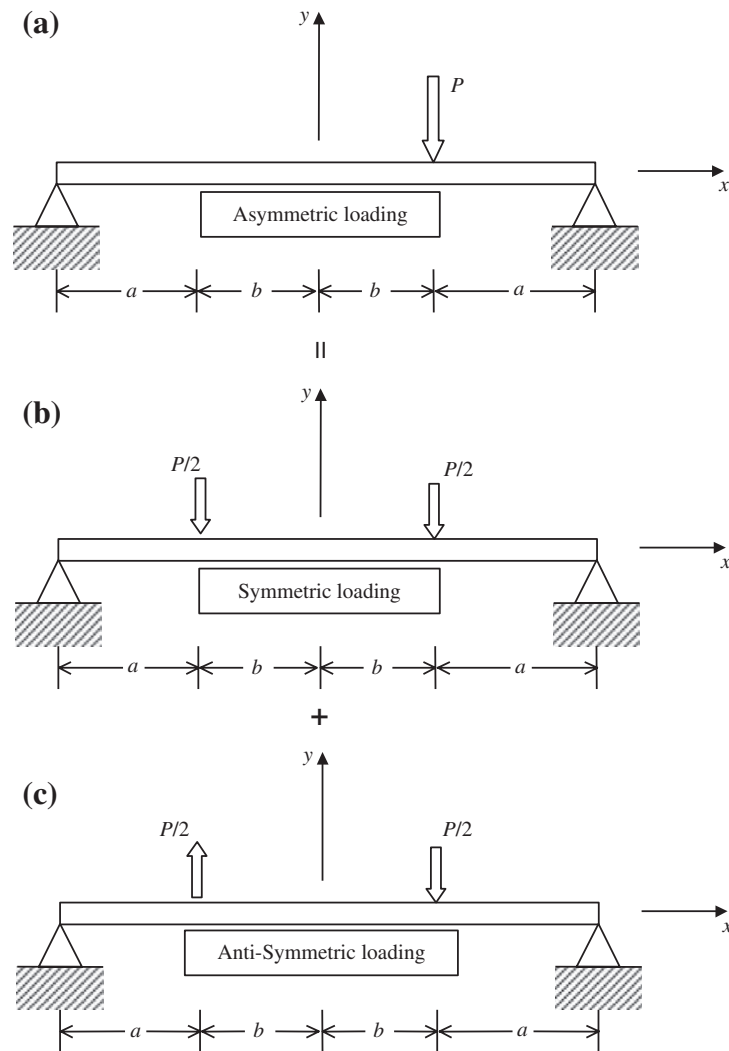 (a)
y
P
x
Asymmetric loading
a b b a
=
(b)
y
P/2 P/2
x
Symmetric loading
a b b a
+
(c)
y
P/2 P/2
x
Anti-Symmetric loading
a b b a